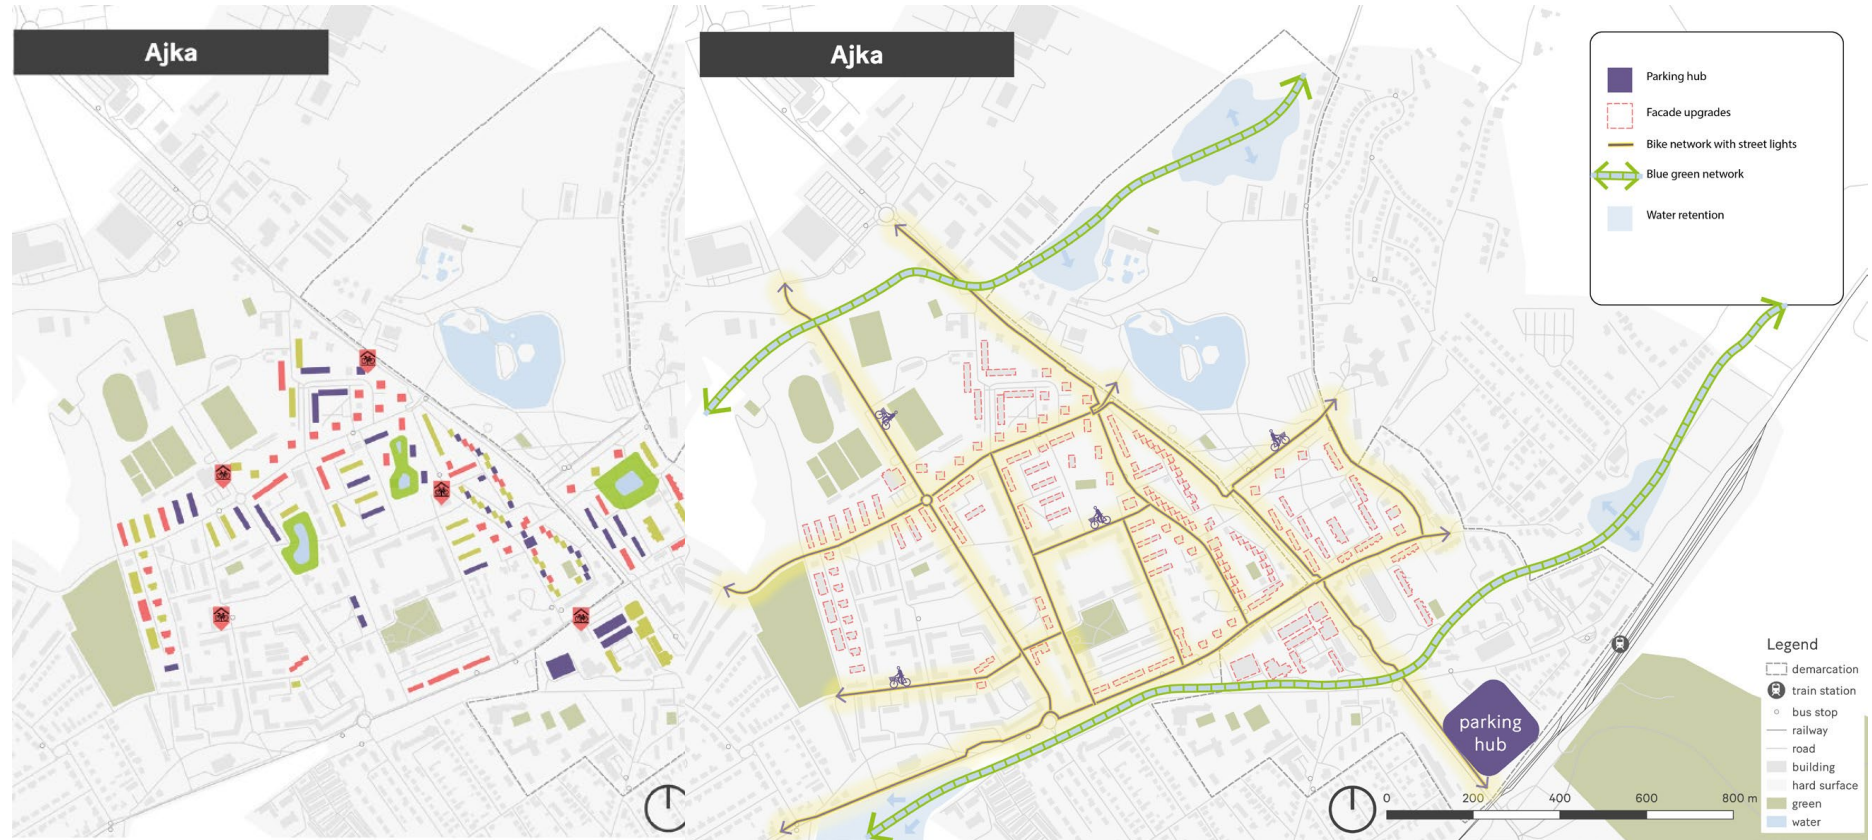 Ajka
Ajka
Parking hub
Facade upgrades
Bike network with street lights
Blue green network
Water retention
parking
hub
Legend
demarcation
train station
bus stop
railway
road
building
hard surface
green
water
0 200 400 600 800 m